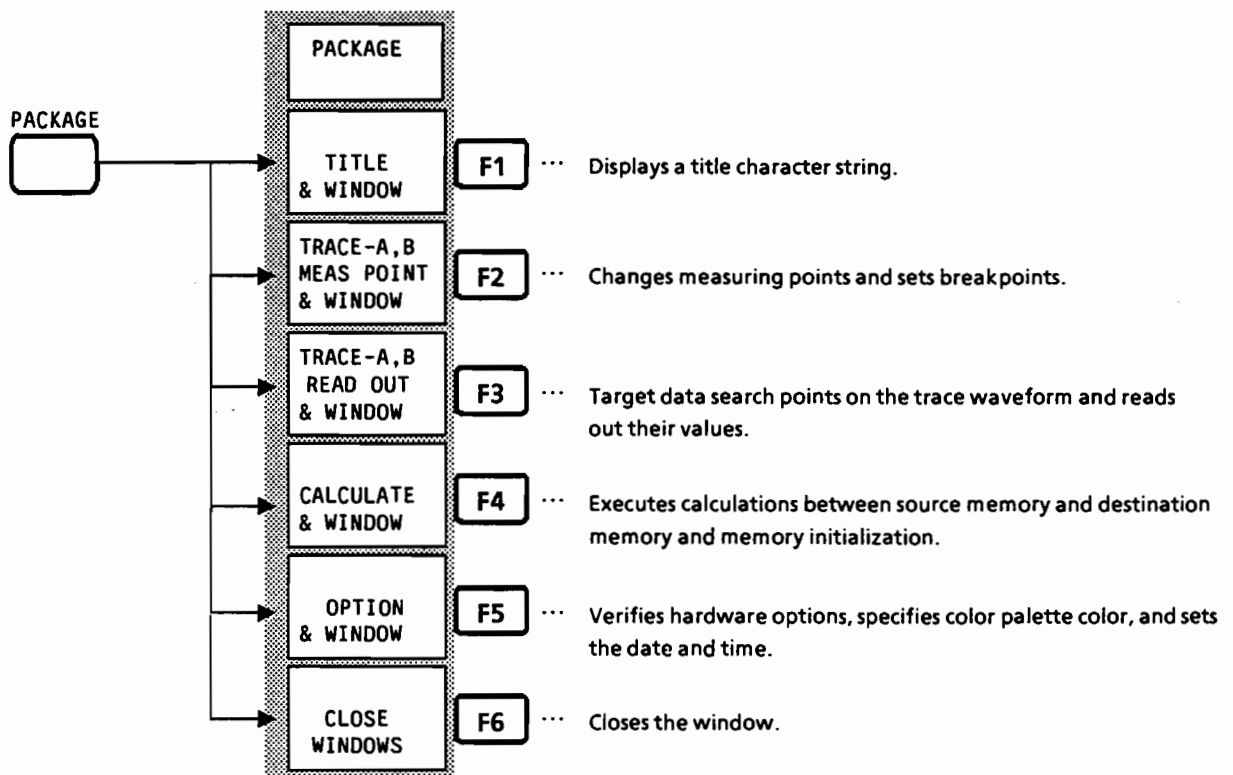 PACKAGE
PACKAGE
TITLE
& WINDOW
F1 ··· Displays a title character string.
TRACE-A,B
MEAS POINT
& WINDOW
F2 ··· Changes measuring points and sets breakpoints.
TRACE-A,B
READ OUT
& WINDOW
F3 ··· Target data search points on the trace waveform and reads
out their values.
CALCULATE
& WINDOW
F4 ··· Executes calculations between source memory and destination
memory and memory initialization.
OPTION
& WINDOW
F5 ··· Verifies hardware options, specifies color palette color, and sets
the date and time.
CLOSE
WINDOWS
F6 ··· Closes the window.